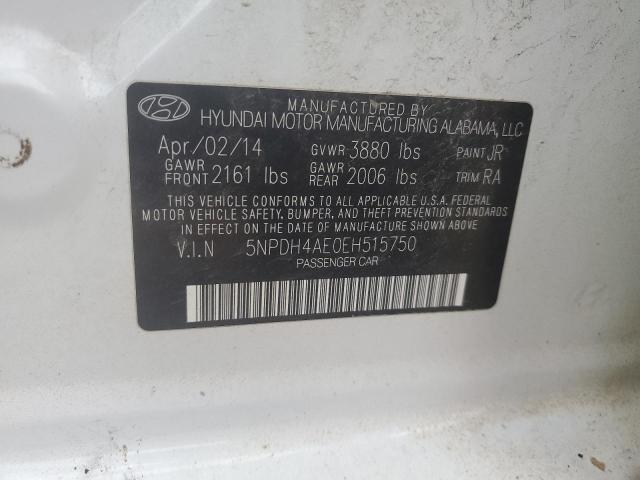 MANUFACTURED BY
HYUNDAI MOTOR MANUFACTURING ALABAMA, LLC
Apr/02/14 GVWR 3880 lbs PAINT JR
GAWR FRONT 2161 lbs GAWR REAR 2006 lbs TRIM RA
THIS VEHICLE CONFORMS TO ALL APPLICABLE U.S.A. FEDERAL
MOTOR VEHICLE SAFETY, BUMPER, AND THEFT PREVENTION STANDARDS
IN EFFECT ON THE DATE OF MANUFACTURE SHOWN ABOVE
V.I.N 5NPDH4AE0EH515750
PASSENGER CAR